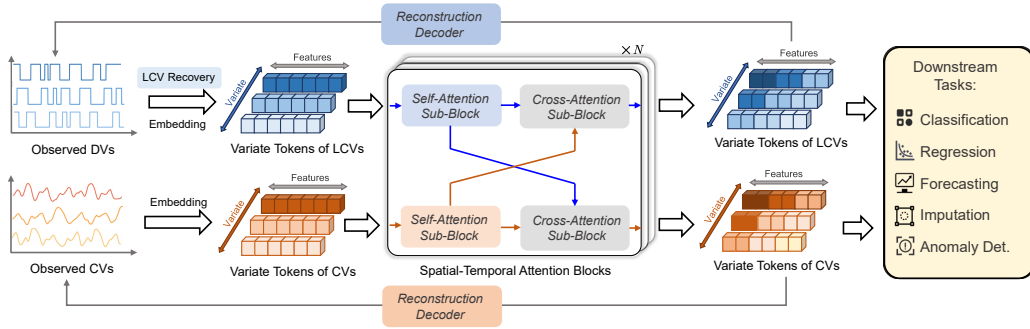 Reconstruction
Decoder
× N
Features
Variate
LCV Recovery
Embedding
Observed DVs
Variate Tokens of LCVs
Self-Attention
Sub-Block
Cross-Attention
Sub-Block
Features
Variate
Variate Tokens of LCVs
Features
Variate
Embedding
Observed CVs
Variate Tokens of CVs
Self-Attention
Sub-Block
Cross-Attention
Sub-Block
Spatial-Temporal Attention Blocks
Features
Variate
Variate Tokens of CVs
Reconstruction
Decoder
Downstream
Tasks:
Classification
Regression
Forecasting
Imputation
Anomaly Det.